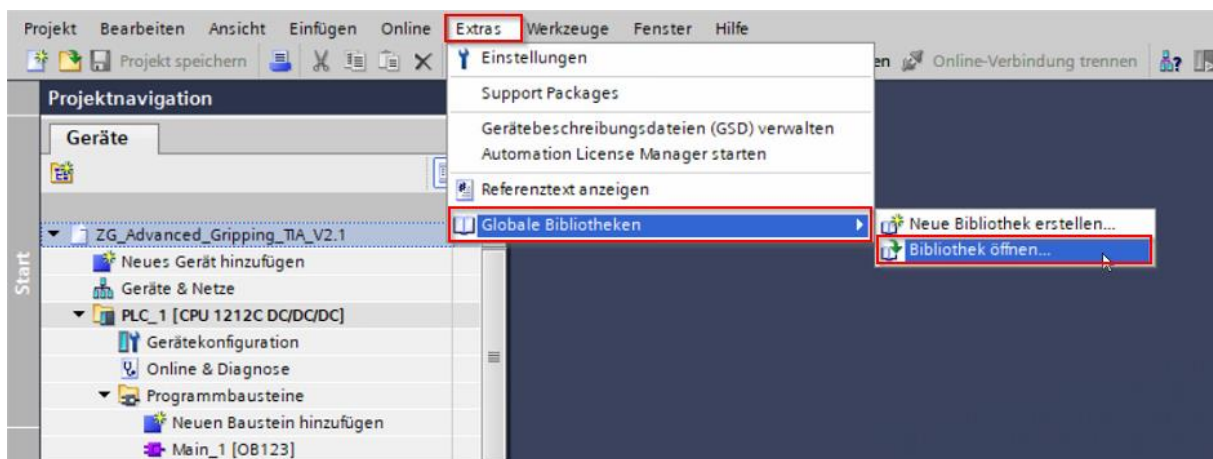 Projekt Bearbeiten Ansicht Einfügen Online Extras Werkzeuge Fenster Hilfe
Projekt speichern
en Online-Verbindung trennen
Einstellungen
Support Packages
Gerätebeschreibungsdateien (GSD) verwalten
Automation License Manager starten
Referenztext anzeigen
Globale Bibliotheken
Neue Bibliothek erstellen...
Bibliothek öffnen...
Projektnavigation
Geräte
Start
ZG_Advanced_Gripping_TIA_V2.1
Neues Gerät hinzufügen
Geräte & Netze
PLC_1 [CPU 1212C DC/DC/DC]
Gerätekonfiguration
Online & Diagnose
Programmbausteine
Neuen Baustein hinzufügen
Main_1 [OB123]